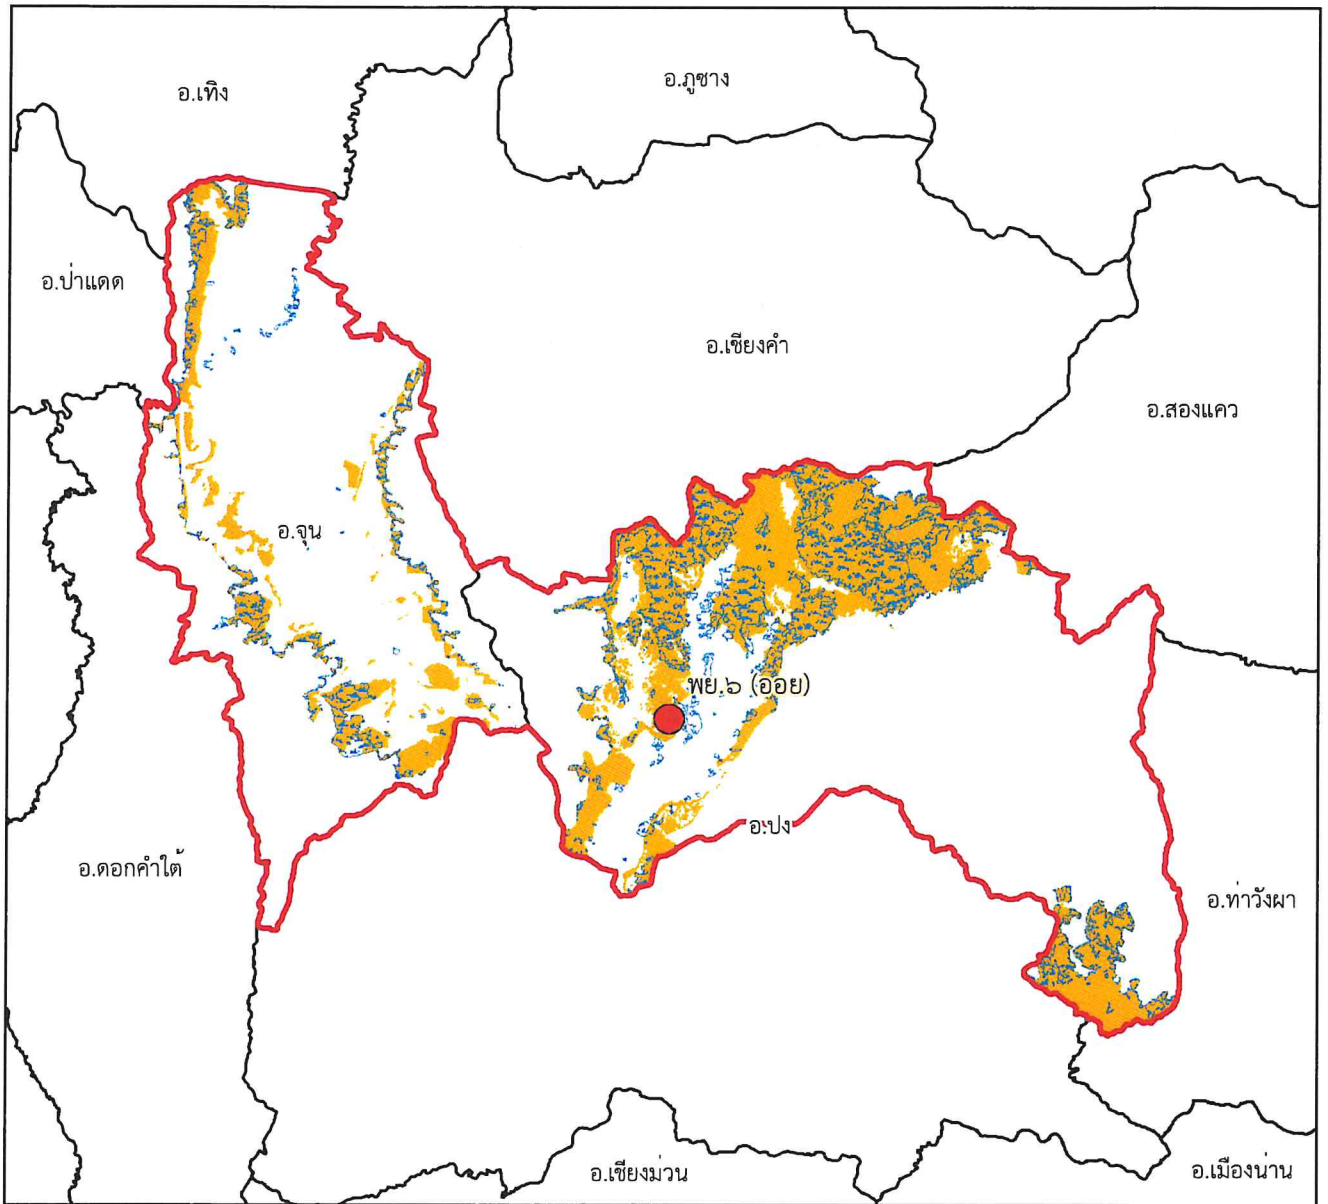 อ.เทิง
อ.ภูซาง
อ.ป่าแดด
อ.เชียงคำ
อ.สองแคว
อ.จุน
พย.๖ (ออย)
อ.ปง
อ.ดอกคำใต้
อ.ท่าวังผา
อ.เชียงม่วน
อ.เมืองน่าน